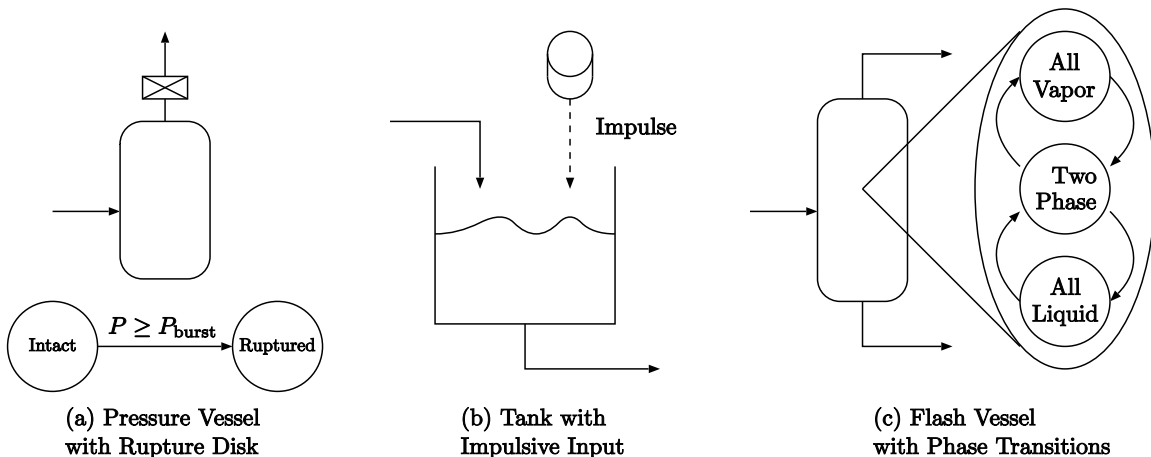 Intact
P ≥ P_burst
Ruptured
(a) Pressure Vessel
with Rupture Disk
Impulse
(b) Tank with
Impulsive Input
All
Vapor
Two
Phase
All
Liquid
(c) Flash Vessel
with Phase Transitions